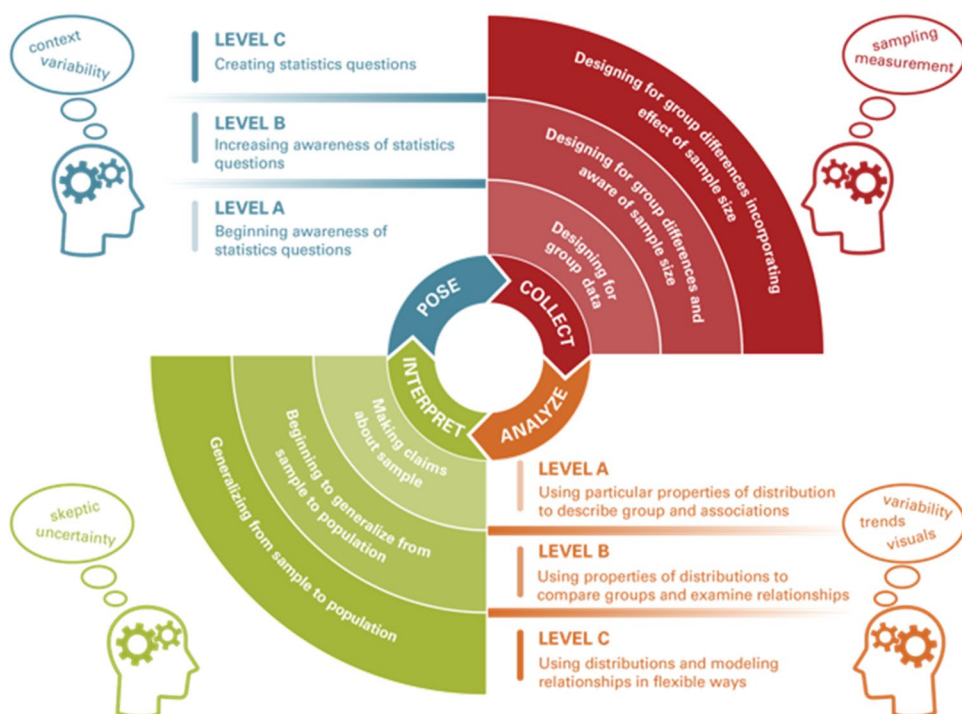 context
variability
LEVEL C
Creating statistics questions
LEVEL B
Increasing awareness of statistics
questions
LEVEL A
Beginning awareness of
statistics questions
sampling
measurement
Designing for group differences incorporating
effect of sample size
Designing for group differences and
aware of sample size
Designing for
group data
POSE
COLLECT
ANALYZE
INTERPRET
Making claims
about sample
Beginning to generalize from
sample to population
Generalizing from sample to population
skeptic
uncertainty
LEVEL A
Using particular properties of distribution
to describe group and associations
LEVEL B
Using properties of distributions to
compare groups and examine relationships
LEVEL C
Using distributions and modeling
relationships in flexible ways
variability
trends
visuals